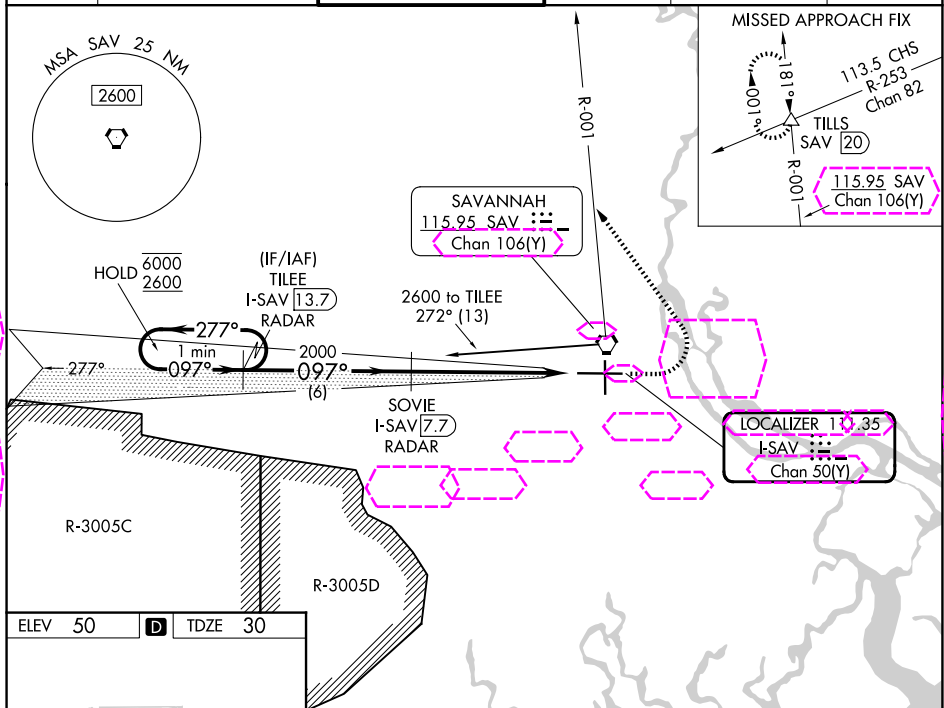 MSA SAV 25 NM
2600
MISSED APPROACH FIX
181°
001°
113.5 CHS
R-253
Chan 82
TILLS
SAV 20
R-001
115.95 SAV
Chan 106(Y)
R-001
SAVANNAH
115.95 SAV
Chan 106(Y)
HOLD
6000
2600
(IF/IAF)
TILEE
I-SAV 13.7
RADAR
2600 to TILEE
272° (13)
277°
1 min
097°
277°
2000
097°
(6)
SOVIE
I-SAV 7.7
RADAR
LOCALIZER
I-SAV
Chan 50(Y)
R-3005C
R-3005D
ELEV 50
D
TDZE 30